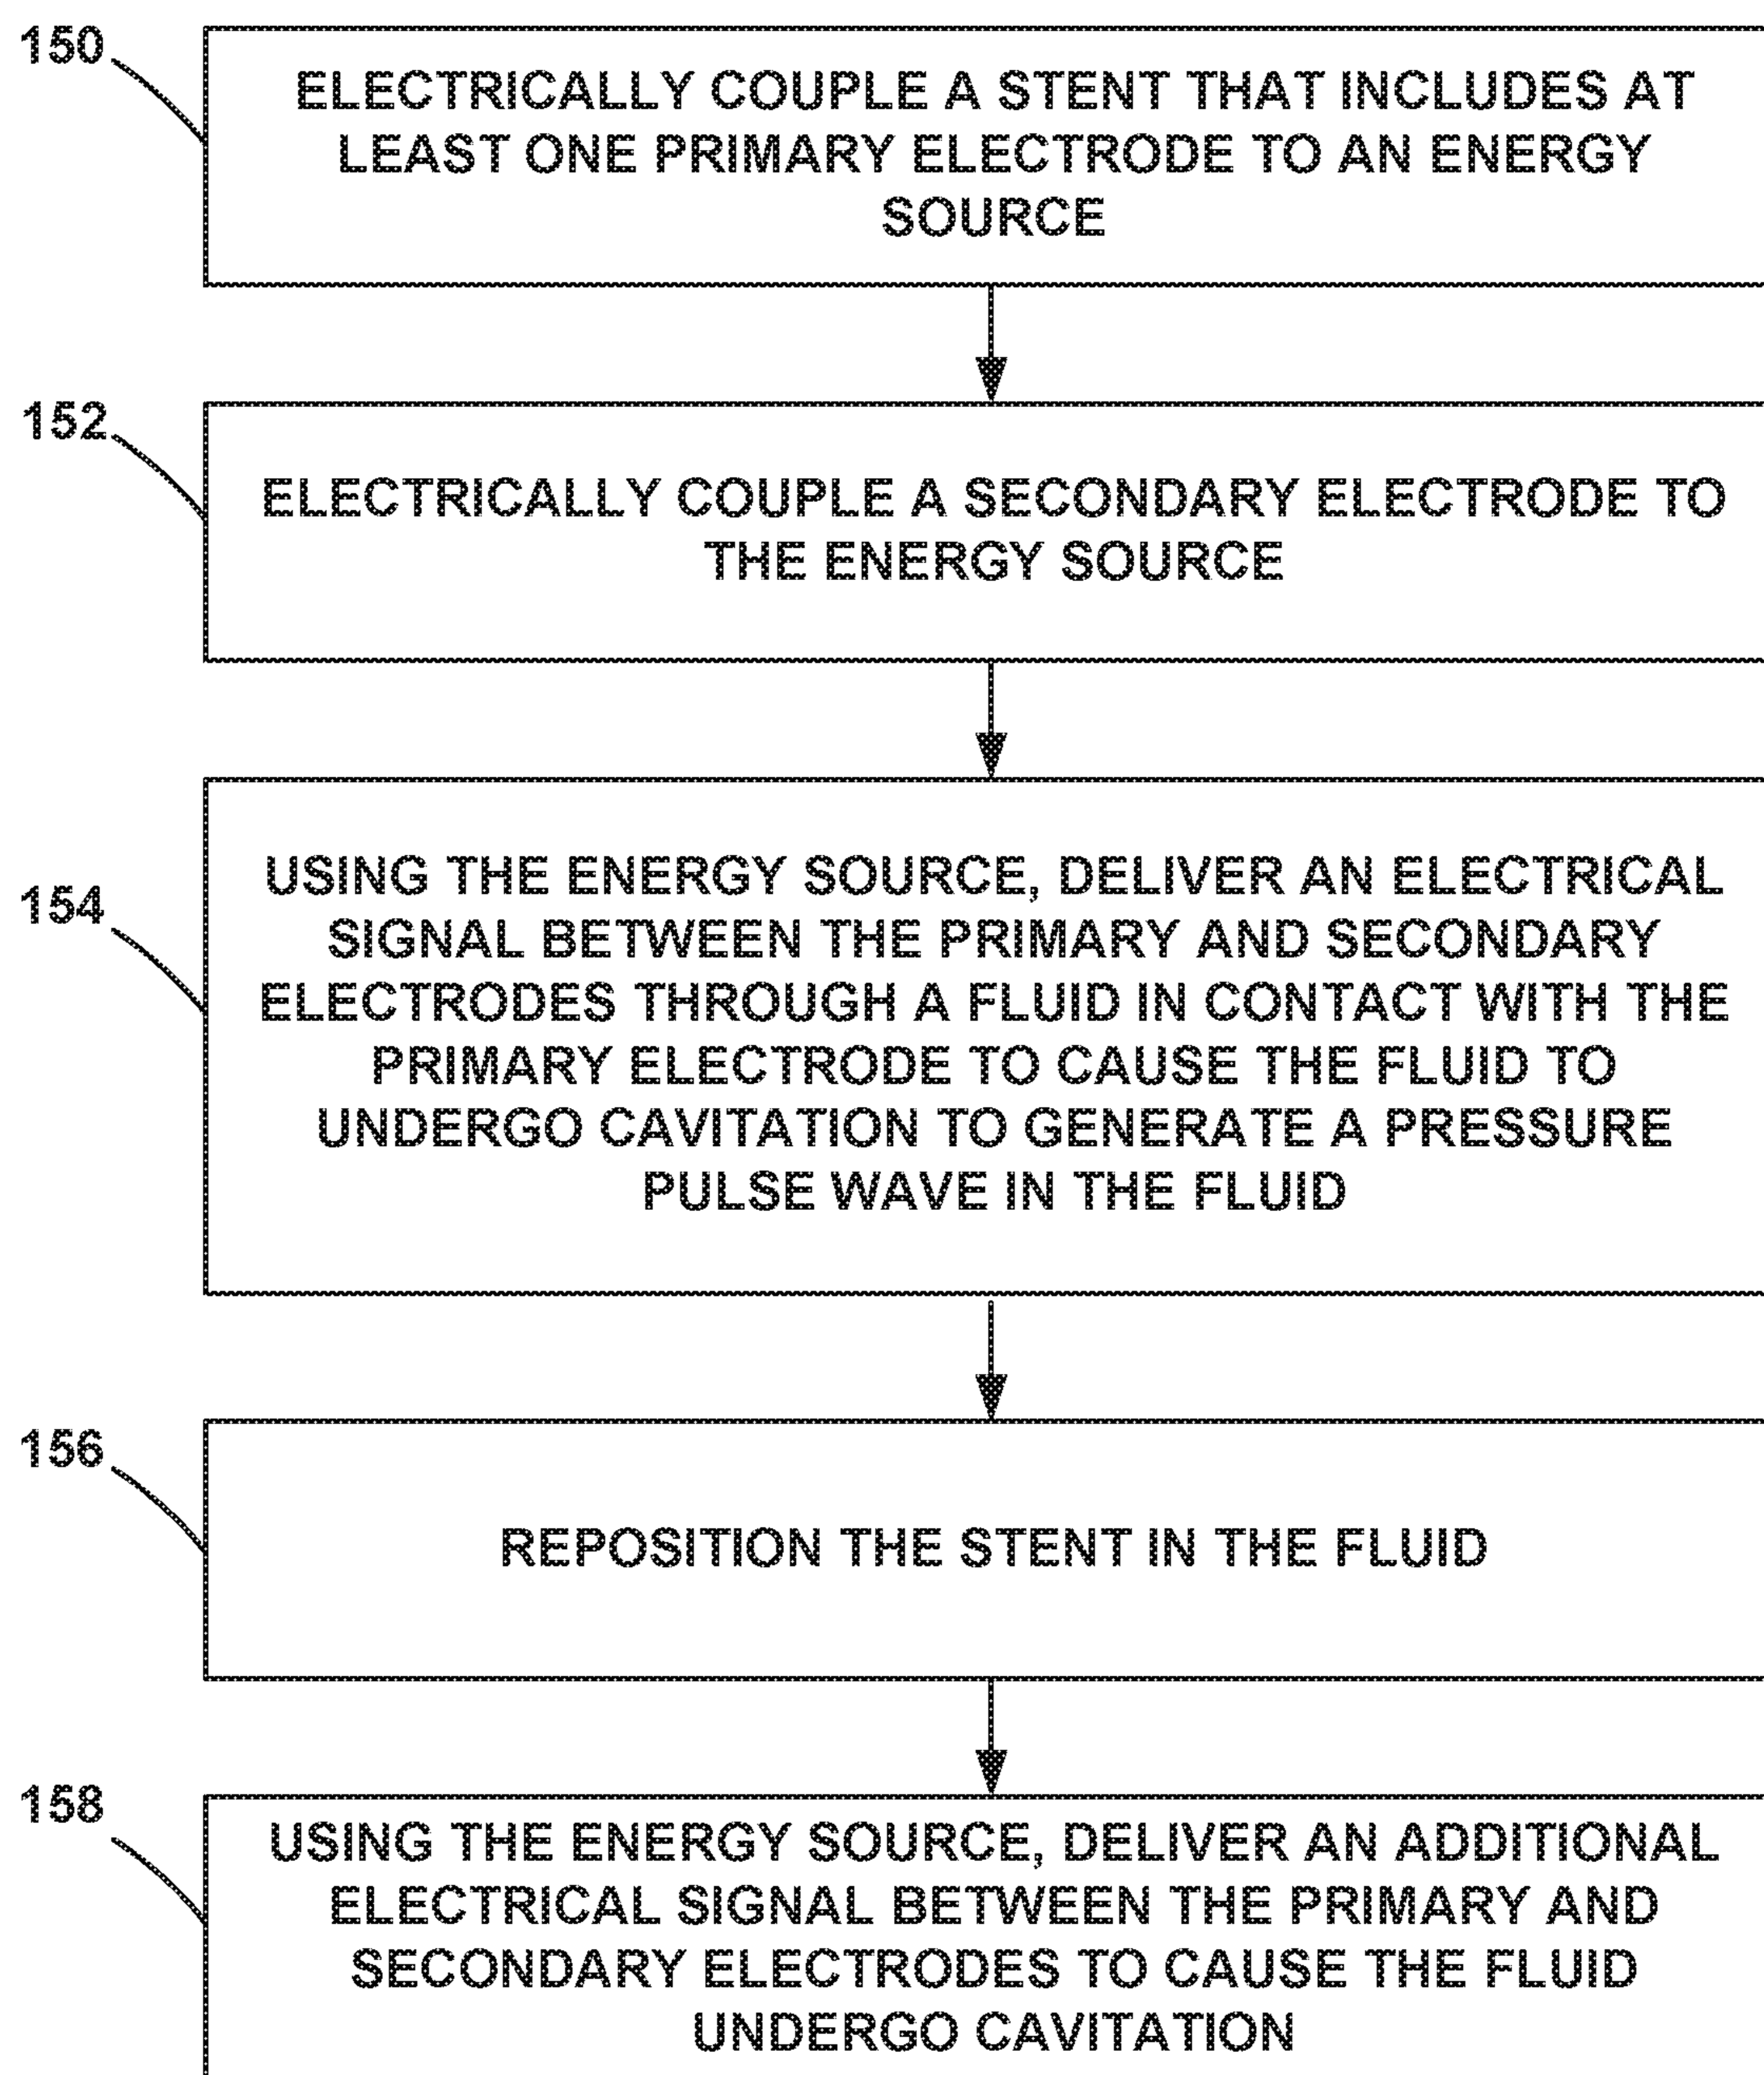 150
ELECTRICALLY COUPLE A STENT THAT INCLUDES AT
LEAST ONE PRIMARY ELECTRODE TO AN ENERGY
SOURCE
152
ELECTRICALLY COUPLE A SECONDARY ELECTRODE TO
THE ENERGY SOURCE
154
USING THE ENERGY SOURCE, DELIVER AN ELECTRICAL
SIGNAL BETWEEN THE PRIMARY AND SECONDARY
ELECTRODES THROUGH A FLUID IN CONTACT WITH THE
PRIMARY ELECTRODE TO CAUSE THE FLUID TO
UNDERGO CAVITATION TO GENERATE A PRESSURE
PULSE WAVE IN THE FLUID
156
REPOSITION THE STENT IN THE FLUID
158
USING THE ENERGY SOURCE, DELIVER AN ADDITIONAL
ELECTRICAL SIGNAL BETWEEN THE PRIMARY AND
SECONDARY ELECTRODES TO CAUSE THE FLUID
UNDERGO CAVITATION